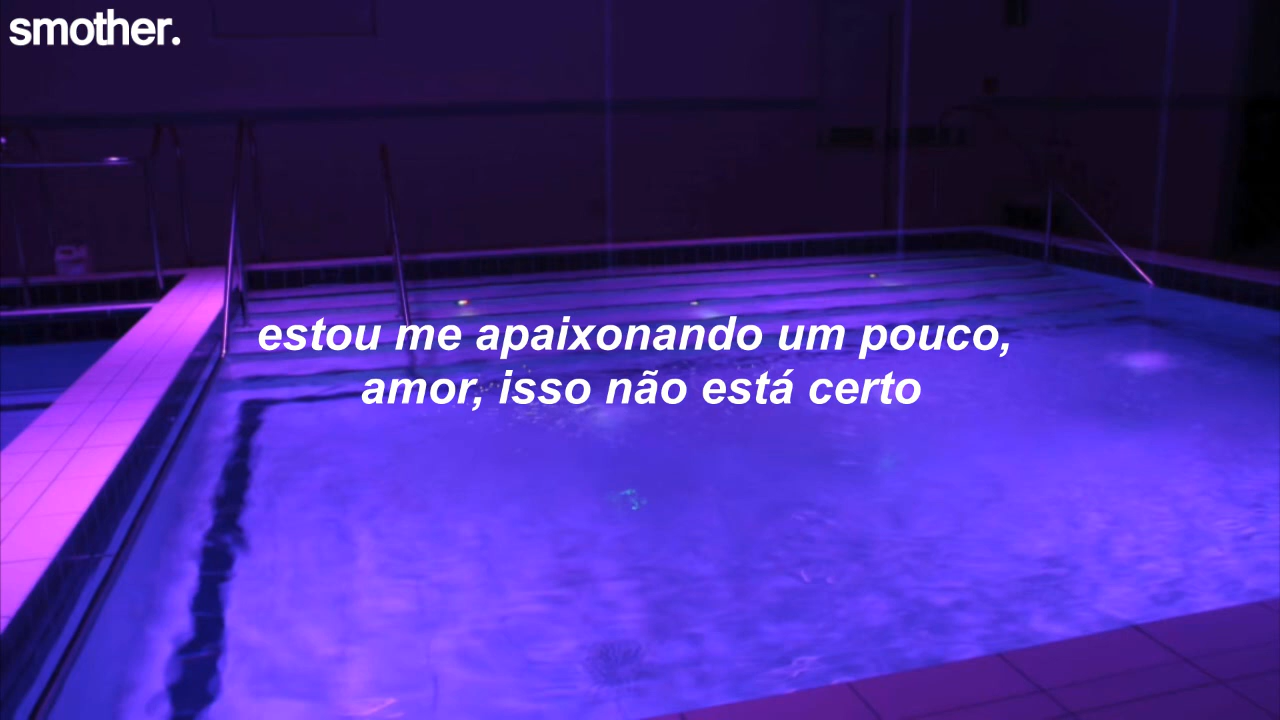 smother.
estou me apaixonando um pouco,
amor, isso não está certo